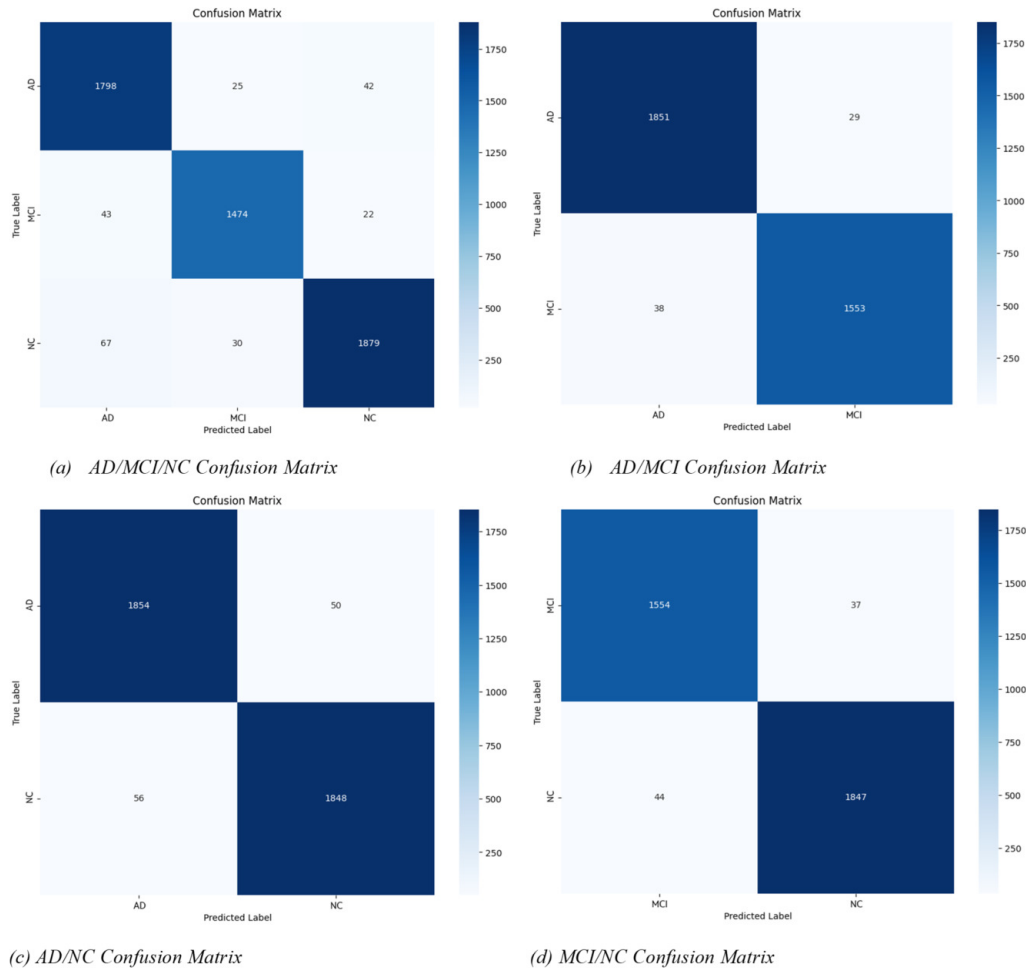 Confusion Matrix
AD
MCI
NC
True Label
1798 25 42
43 1474 22
67 30 1879
AD MCI NC
Predicted Label
1750
1500
1250
1000
750
500
250
(a) AD/MCI/NC Confusion Matrix
Confusion Matrix
AD
MCI
True Label
1851 29
38 1553
AD MCI
Predicted Label
1750
1500
1250
1000
750
500
250
(b) AD/MCI Confusion Matrix
Confusion Matrix
AD
NC
True Label
1854 50
56 1848
AD NC
Predicted Label
1750
1500
1250
1000
750
500
250
(c) AD/NC Confusion Matrix
Confusion Matrix
MCI
NC
True Label
1554 37
44 1847
MCI NC
Predicted Label
1750
1500
1250
1000
750
500
250
(d) MCI/NC Confusion Matrix